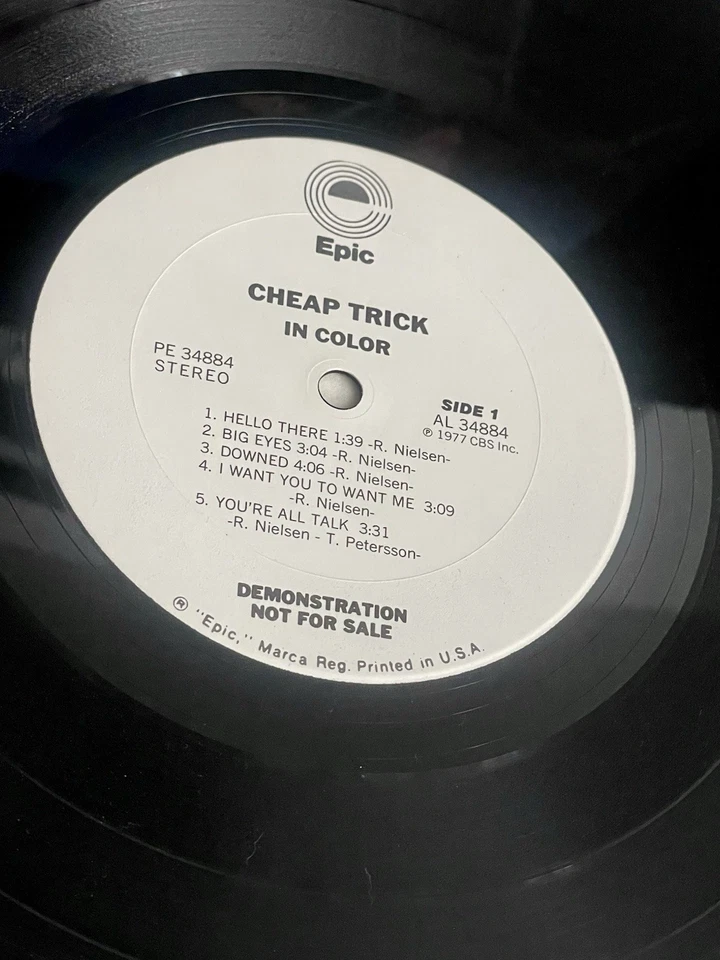 Epic
CHEAP TRICK
IN COLOR
PE 34884
STEREO
SIDE 1
AL 34884
℗ 1977 CBS Inc.
1. HELLO THERE 1:39 -R. Nielsen-
2. BIG EYES 3:04 -R. Nielsen-
3. DOWNED 4:06 -R. Nielsen-
4. I WANT YOU TO WANT ME 3:09
-R. Nielsen-
5. YOU'RE ALL TALK 3:31
-R. Nielsen - T. Petersson-
DEMONSTRATION
NOT FOR SALE
® "Epic," Marca Reg. Printed in U.S.A.